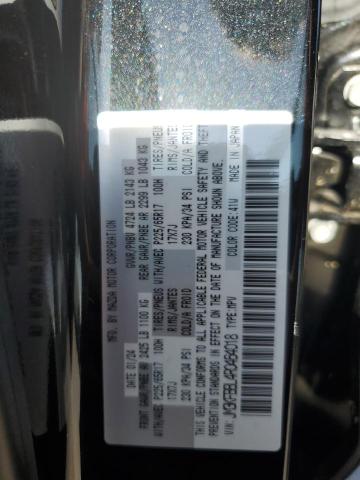 MFD. BY MAZDA MOTOR CORPORATION
DATE: 01/24 GVWR/PNBV 4724 LB 2143 KG
FRONT GAWR/PNBE AV 2425 LB 1100 KG REAR GAWR/PNBE AR 2299 LB 1043 KG
WITH/AVEC P225/65R17 100H TIRES/PNEUS WITH/AVEC P225/65R17 100H TIRES/PNEUS
17X7J RIMS/JANTES 17X7J RIMS/JANTES
230 KPA/34 PSI COLD/A FROID 230 KPA/34 PSI COLD/A FROID
THIS VEHICLE CONFORMS TO ALL APPLICABLE FEDERAL MOTOR VEHICLE SAFETY AND THEFT
PREVENTION STANDARDS IN EFFECT ON THE DATE OF MANUFACTURE SHOWN ABOVE. MADE IN JAPAN
COLOR CODE: 41V
VIN: TYPE: MPV